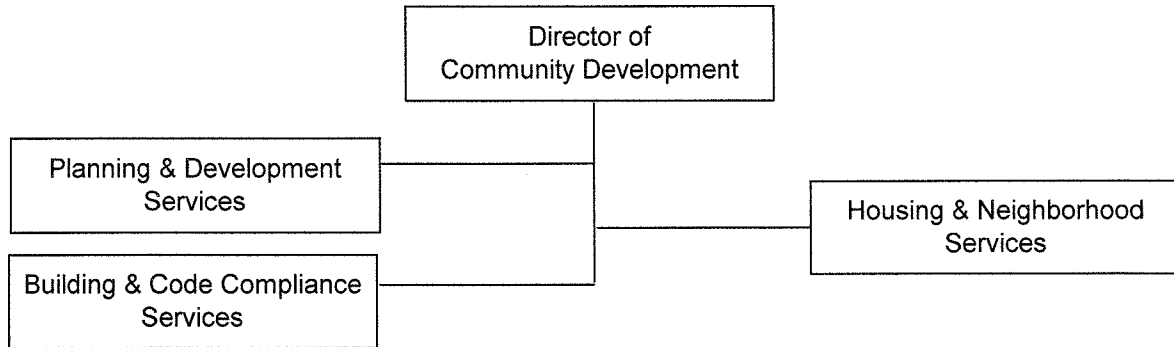 Director of
Community Development
Planning & Development
Services
Housing & Neighborhood
Services
Building & Code Compliance
Services